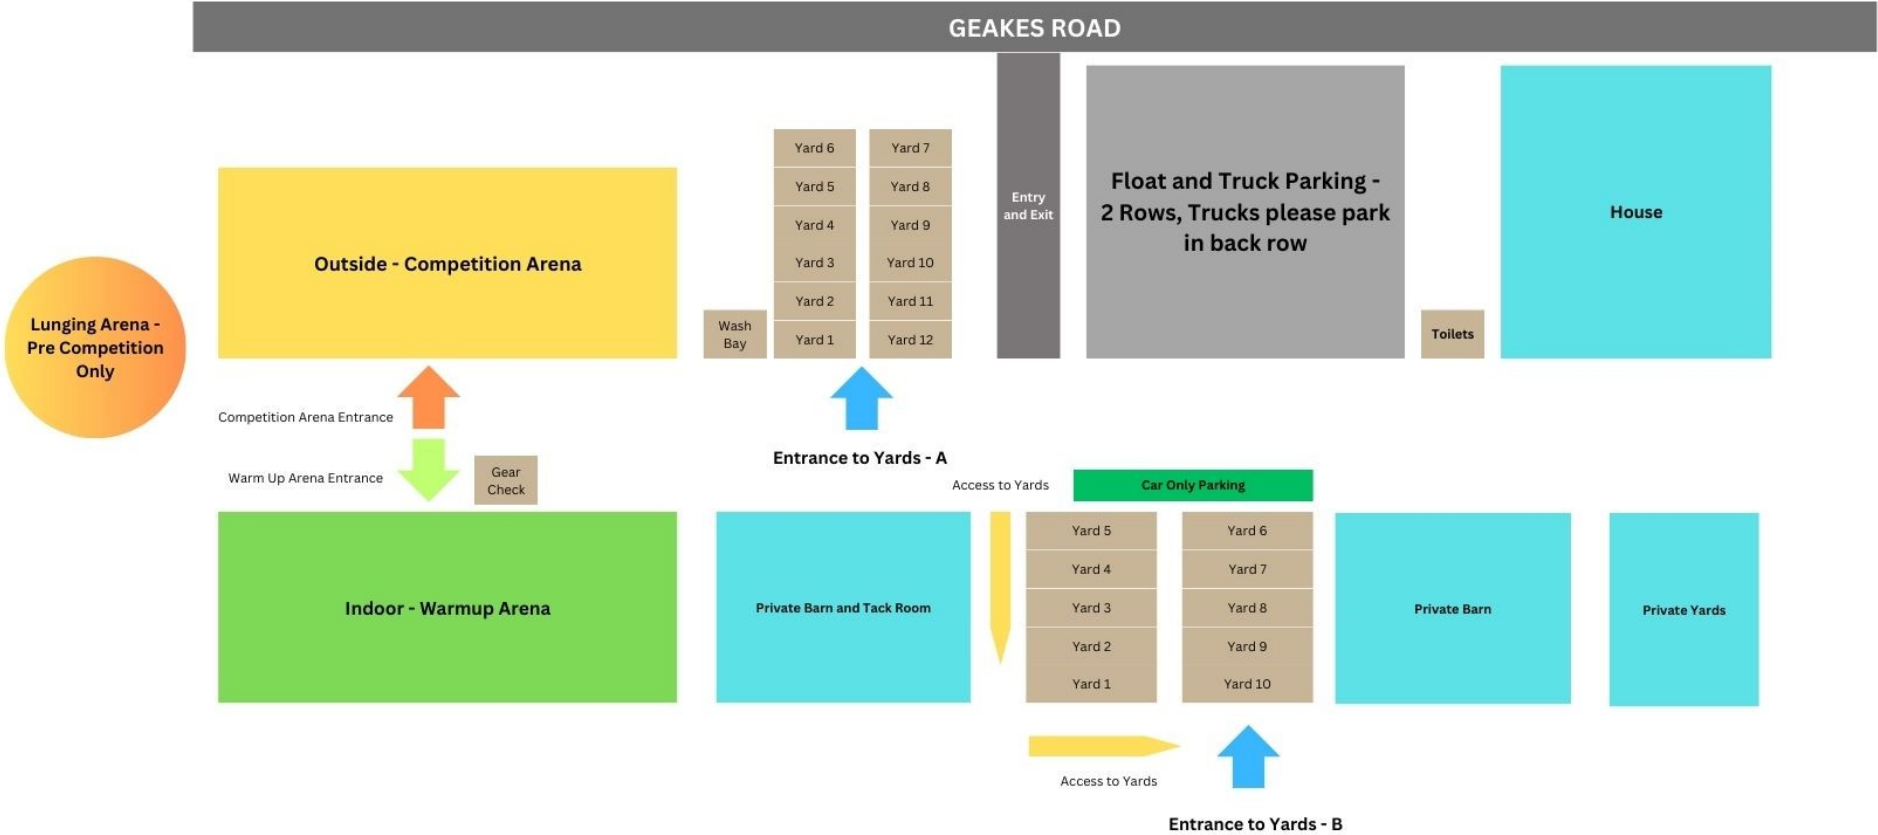 GEAKES ROAD
Yard 6
Yard 7
Yard 5
Yard 8
Yard 4
Yard 9
Yard 3
Yard 10
Yard 2
Yard 11
Yard 1
Yard 12
Entry
and Exit
Float and Truck Parking -
2 Rows, Trucks please park
in back row
House
Outside - Competition Arena
Lunging Arena -
Pre Competition
Only
Wash
Bay
Toilets
Competition Arena Entrance
Warm Up Arena Entrance
Gear
Check
Entrance to Yards - A
Access to Yards
Car Only Parking
Indoor - Warmup Arena
Private Barn and Tack Room
Yard 5
Yard 6
Yard 4
Yard 7
Yard 3
Yard 8
Yard 2
Yard 9
Yard 1
Yard 10
Private Barn
Private Yards
Access to Yards
Entrance to Yards - B